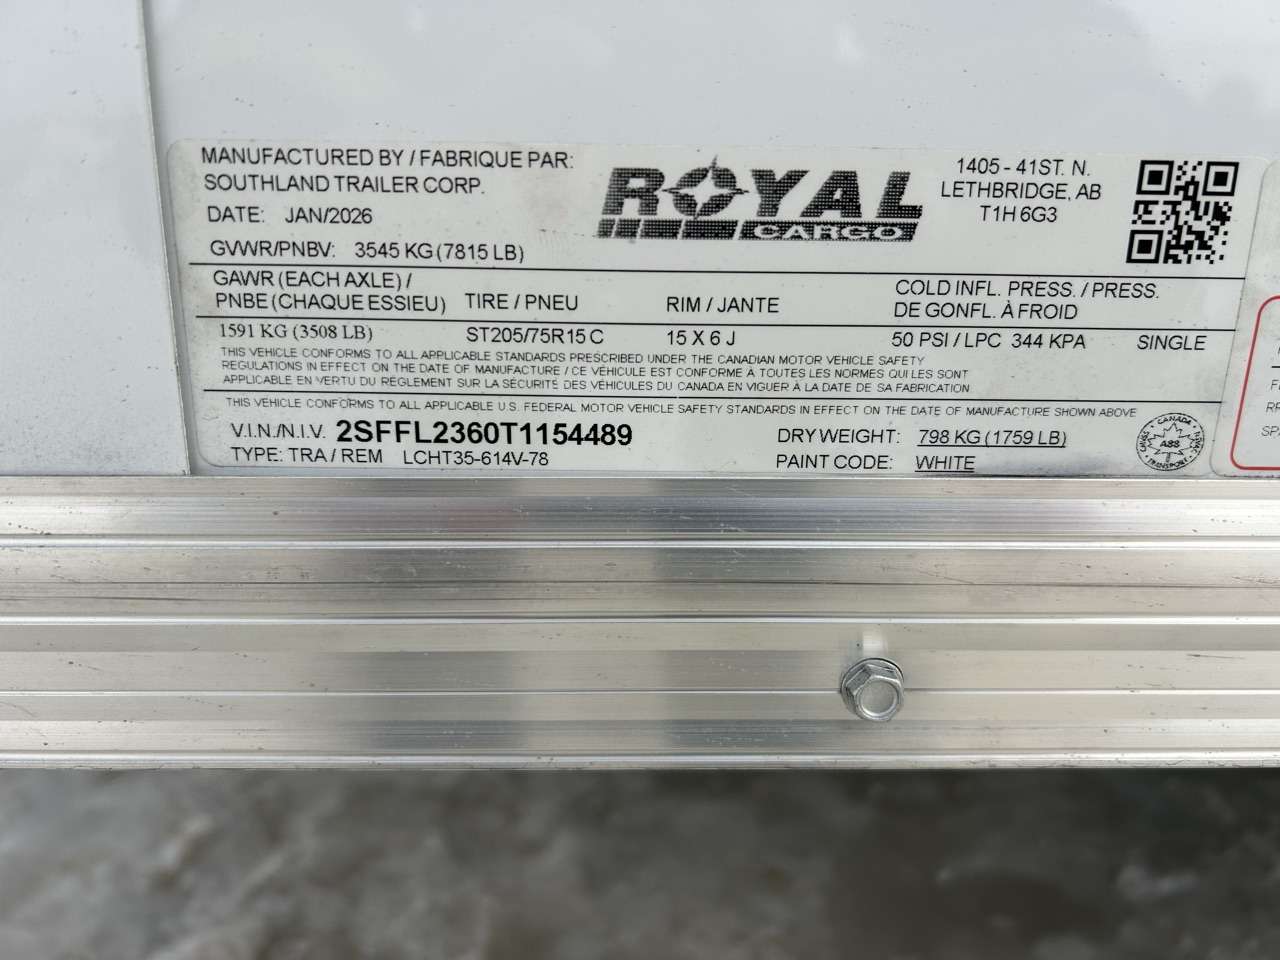 MANUFACTURED BY / FABRIQUE PAR:
SOUTHLAND TRAILER CORP.
DATE: JAN/2026
GVWR/PNBV: 3545 KG (7815 LB)
ROYAL
CARGO
1405 - 41ST. N.
LETHBRIDGE, AB
T1H 6G3
GAWR (EACH AXLE) /
PNBE (CHAQUE ESSIEU) TIRE / PNEU RIM / JANTE COLD INFL. PRESS. / PRESS.
DE GONFL. À FROID
1591 KG (3508 LB) ST205/75R15 C 15 X 6 J 50 PSI / LPC 344 KPA SINGLE
THIS VEHICLE CONFORMS TO ALL APPLICABLE STANDARDS PRESCRIBED UNDER THE CANADIAN MOTOR VEHICLE SAFETY
REGULATIONS IN EFFECT ON THE DATE OF MANUFACTURE / CE VÉHICULE EST CONFORME À TOUTES LES NORMES QUI LES SONT
APPLICABLE EN VERTU DU RÈGLEMENT SUR LA SÉCURITÉ DES VÉHICULES DU CANADA EN VIGUER À LA DATE DE SA FABRICATION
THIS VEHICLE CONFORMS TO ALL APPLICABLE U.S. FEDERAL MOTOR VEHICLE SAFETY STANDARDS IN EFFECT ON THE DATE OF MANUFACTURE SHOWN ABOVE
V.I.N./N.I.V. 2SFFL2360T1154489 DRY WEIGHT: 798 KG (1759 LB)
TYPE: TRA / REM LCHT35-614V-78 PAINT CODE: WHITE
CANADA
TRANSPORT